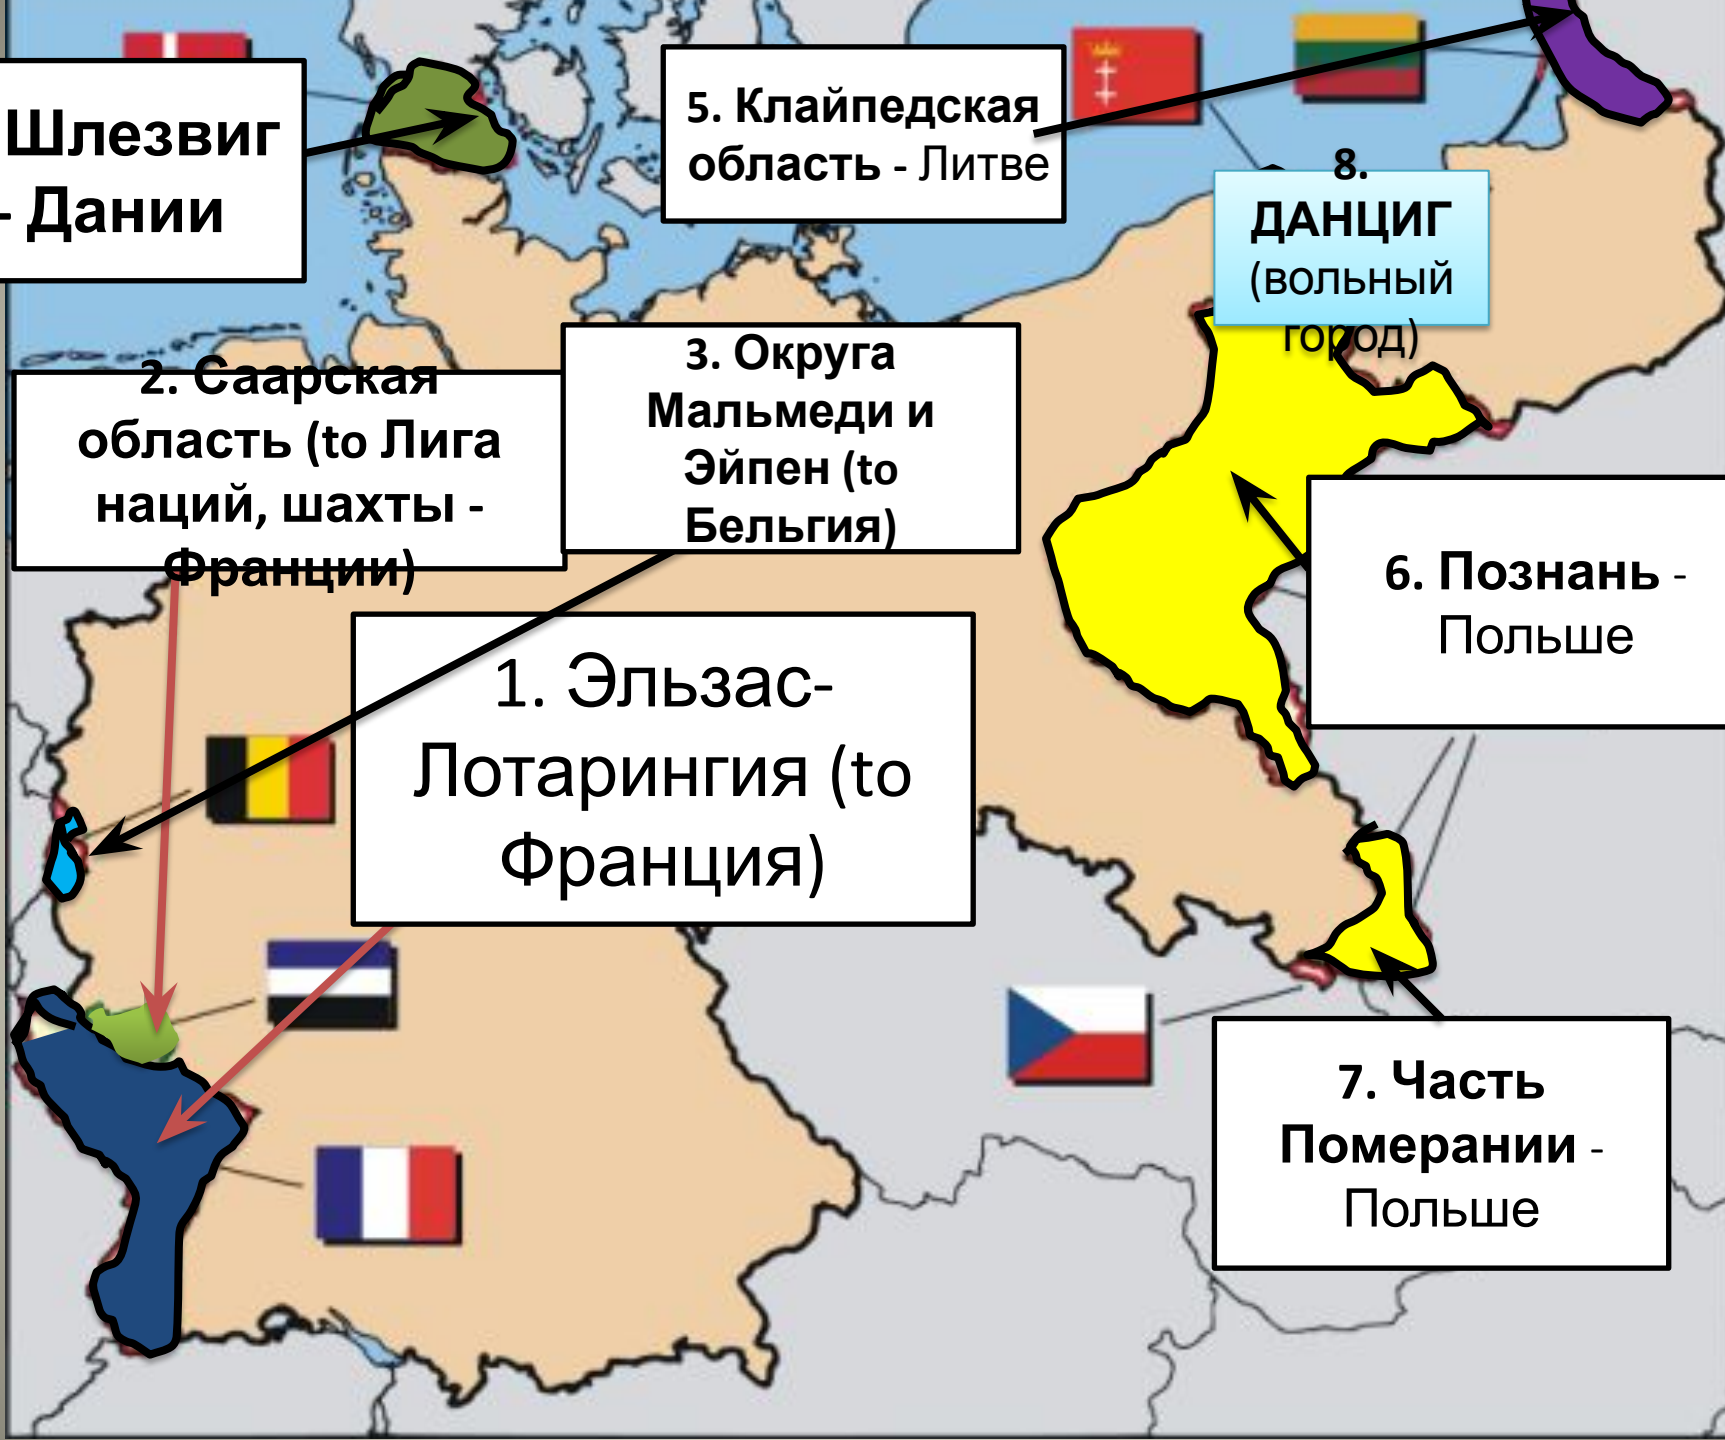 Шлезвиг
- Дании
5. Клайпедская
область - Литве
8.
ДАНЦИГ
(вольный
город)
2. Саарская
область (to Лига
наций, шахты -
Франции)
3. Округа
Мальмеди и
Эйпен (to
Бельгия)
6. Познань -
Польше
1. Эльзас-
Лотарингия (to
Франция)
7. Часть
Померании -
Польше